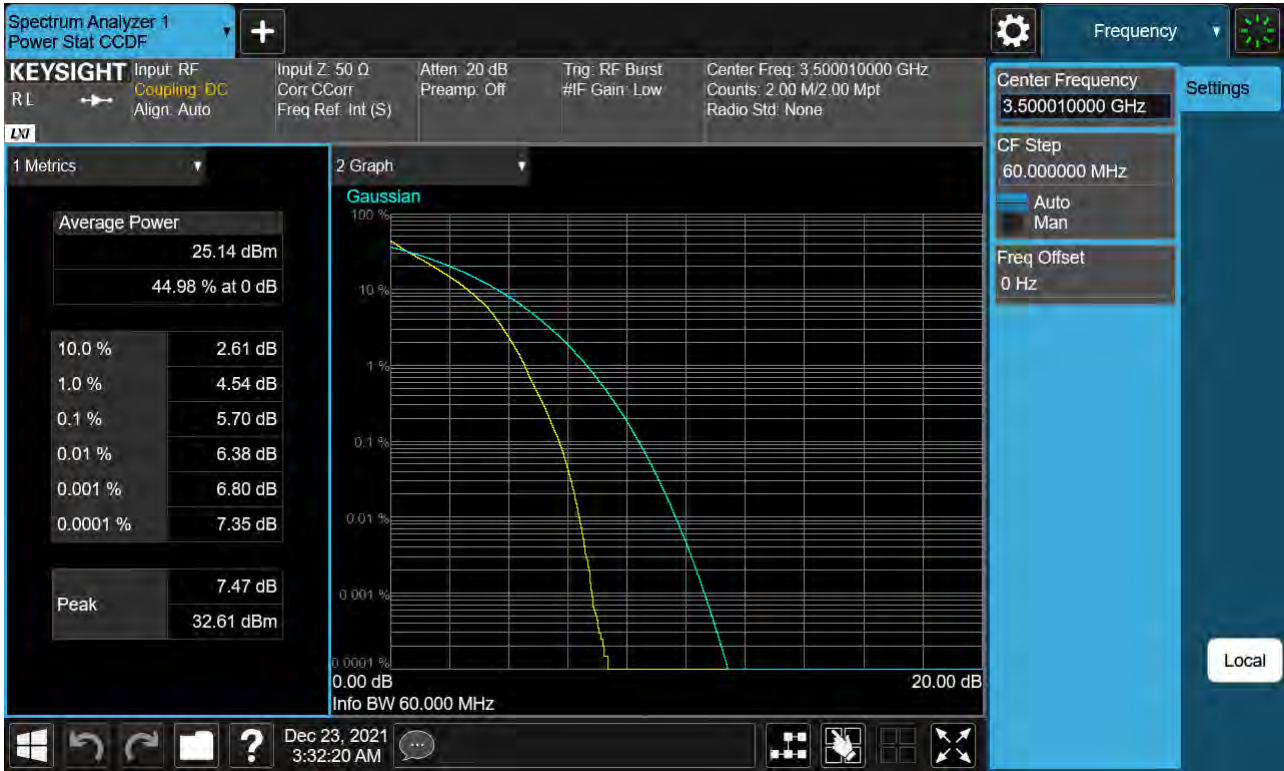 Spectrum Analyzer 1
Power Stat CCDF
Frequency
KEYSIGHT
RL
LXI
Input: RF
Coupling: DC
Align: Auto
Input Z: 50 Ω
Corr CCorr
Freq Ref: Int (S)
Atten: 20 dB
Preamp: Off
Trig: RF Burst
#IF Gain: Low
Center Freq: 3.500010000 GHz
Counts: 2.00 M/2.00 Mpt
Radio Std: None
Center Frequency
3.500010000 GHz
Settings
CF Step
60.000000 MHz
Auto
Man
Freq Offset
0 Hz
1 Metrics
Average Power
25.14 dBm
44.98 % at 0 dB
10.0 % 2.61 dB
1.0 % 4.54 dB
0.1 % 5.70 dB
0.01 % 6.38 dB
0.001 % 6.80 dB
0.0001 % 7.35 dB
Peak
7.47 dB
32.61 dBm
2 Graph
Gaussian
100 %
10 %
1 %
0.1 %
0.01 %
0.001 %
0.0001 %
0.00 dB 20.00 dB
Info BW 60.000 MHz
Local
?
Dec 23, 2021
3:32:20 AM